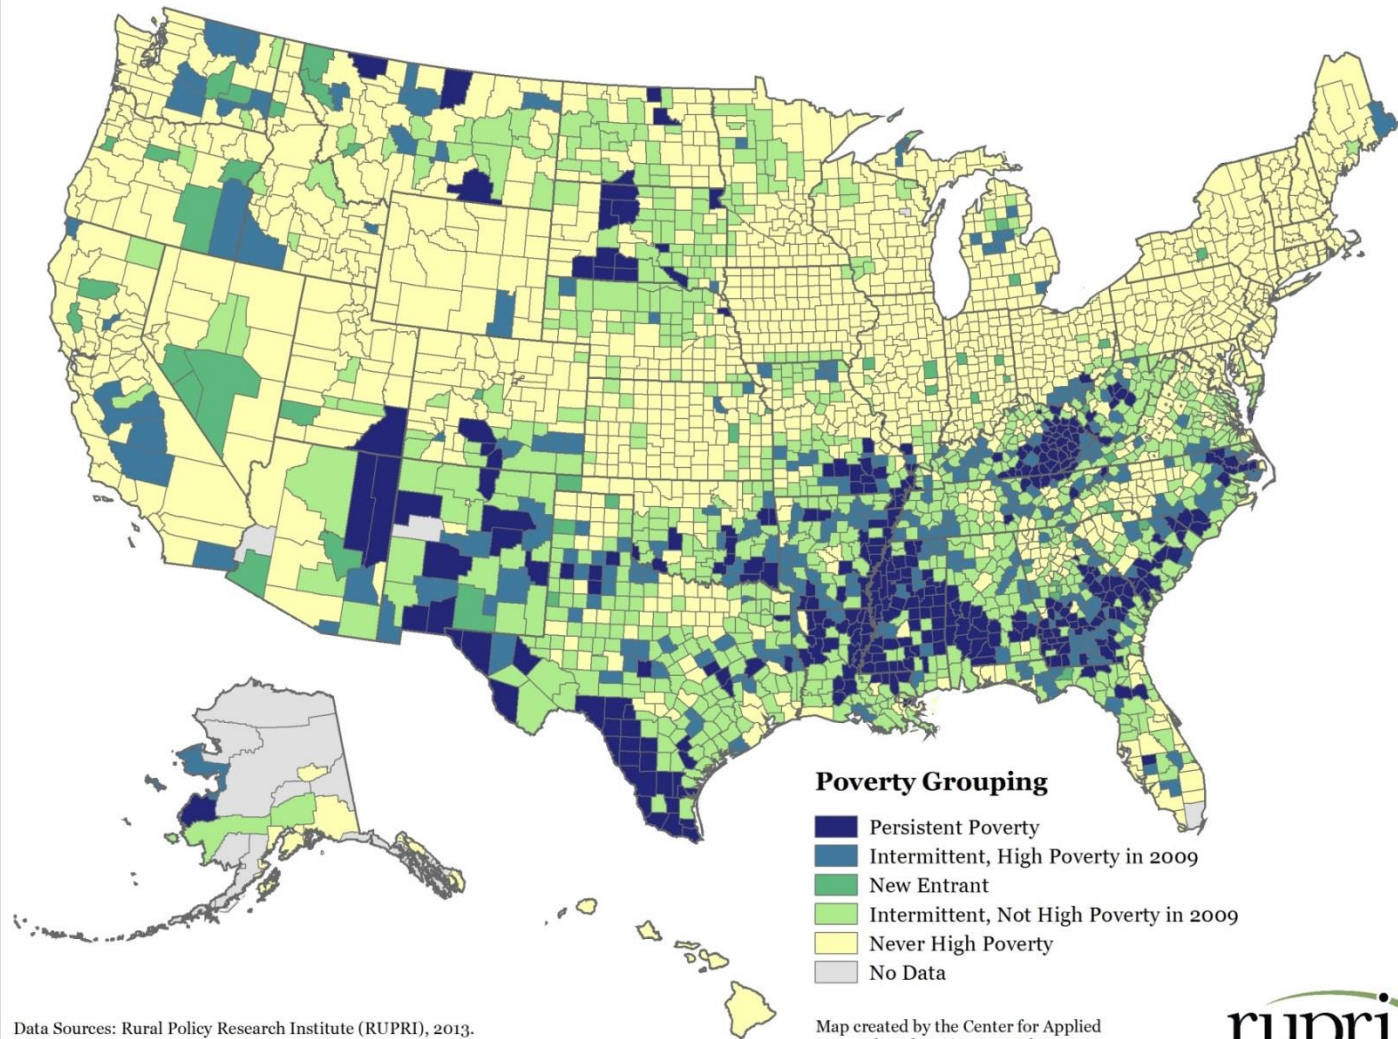 Poverty Grouping
Persistent Poverty
Intermittent, High Poverty in 2009
New Entrant
Intermittent, Not High Poverty in 2009
Never High Poverty
No Data
Data Sources: Rural Policy Research Institute (RUPRI), 2013.
Map created by the Center for Applied
rupri